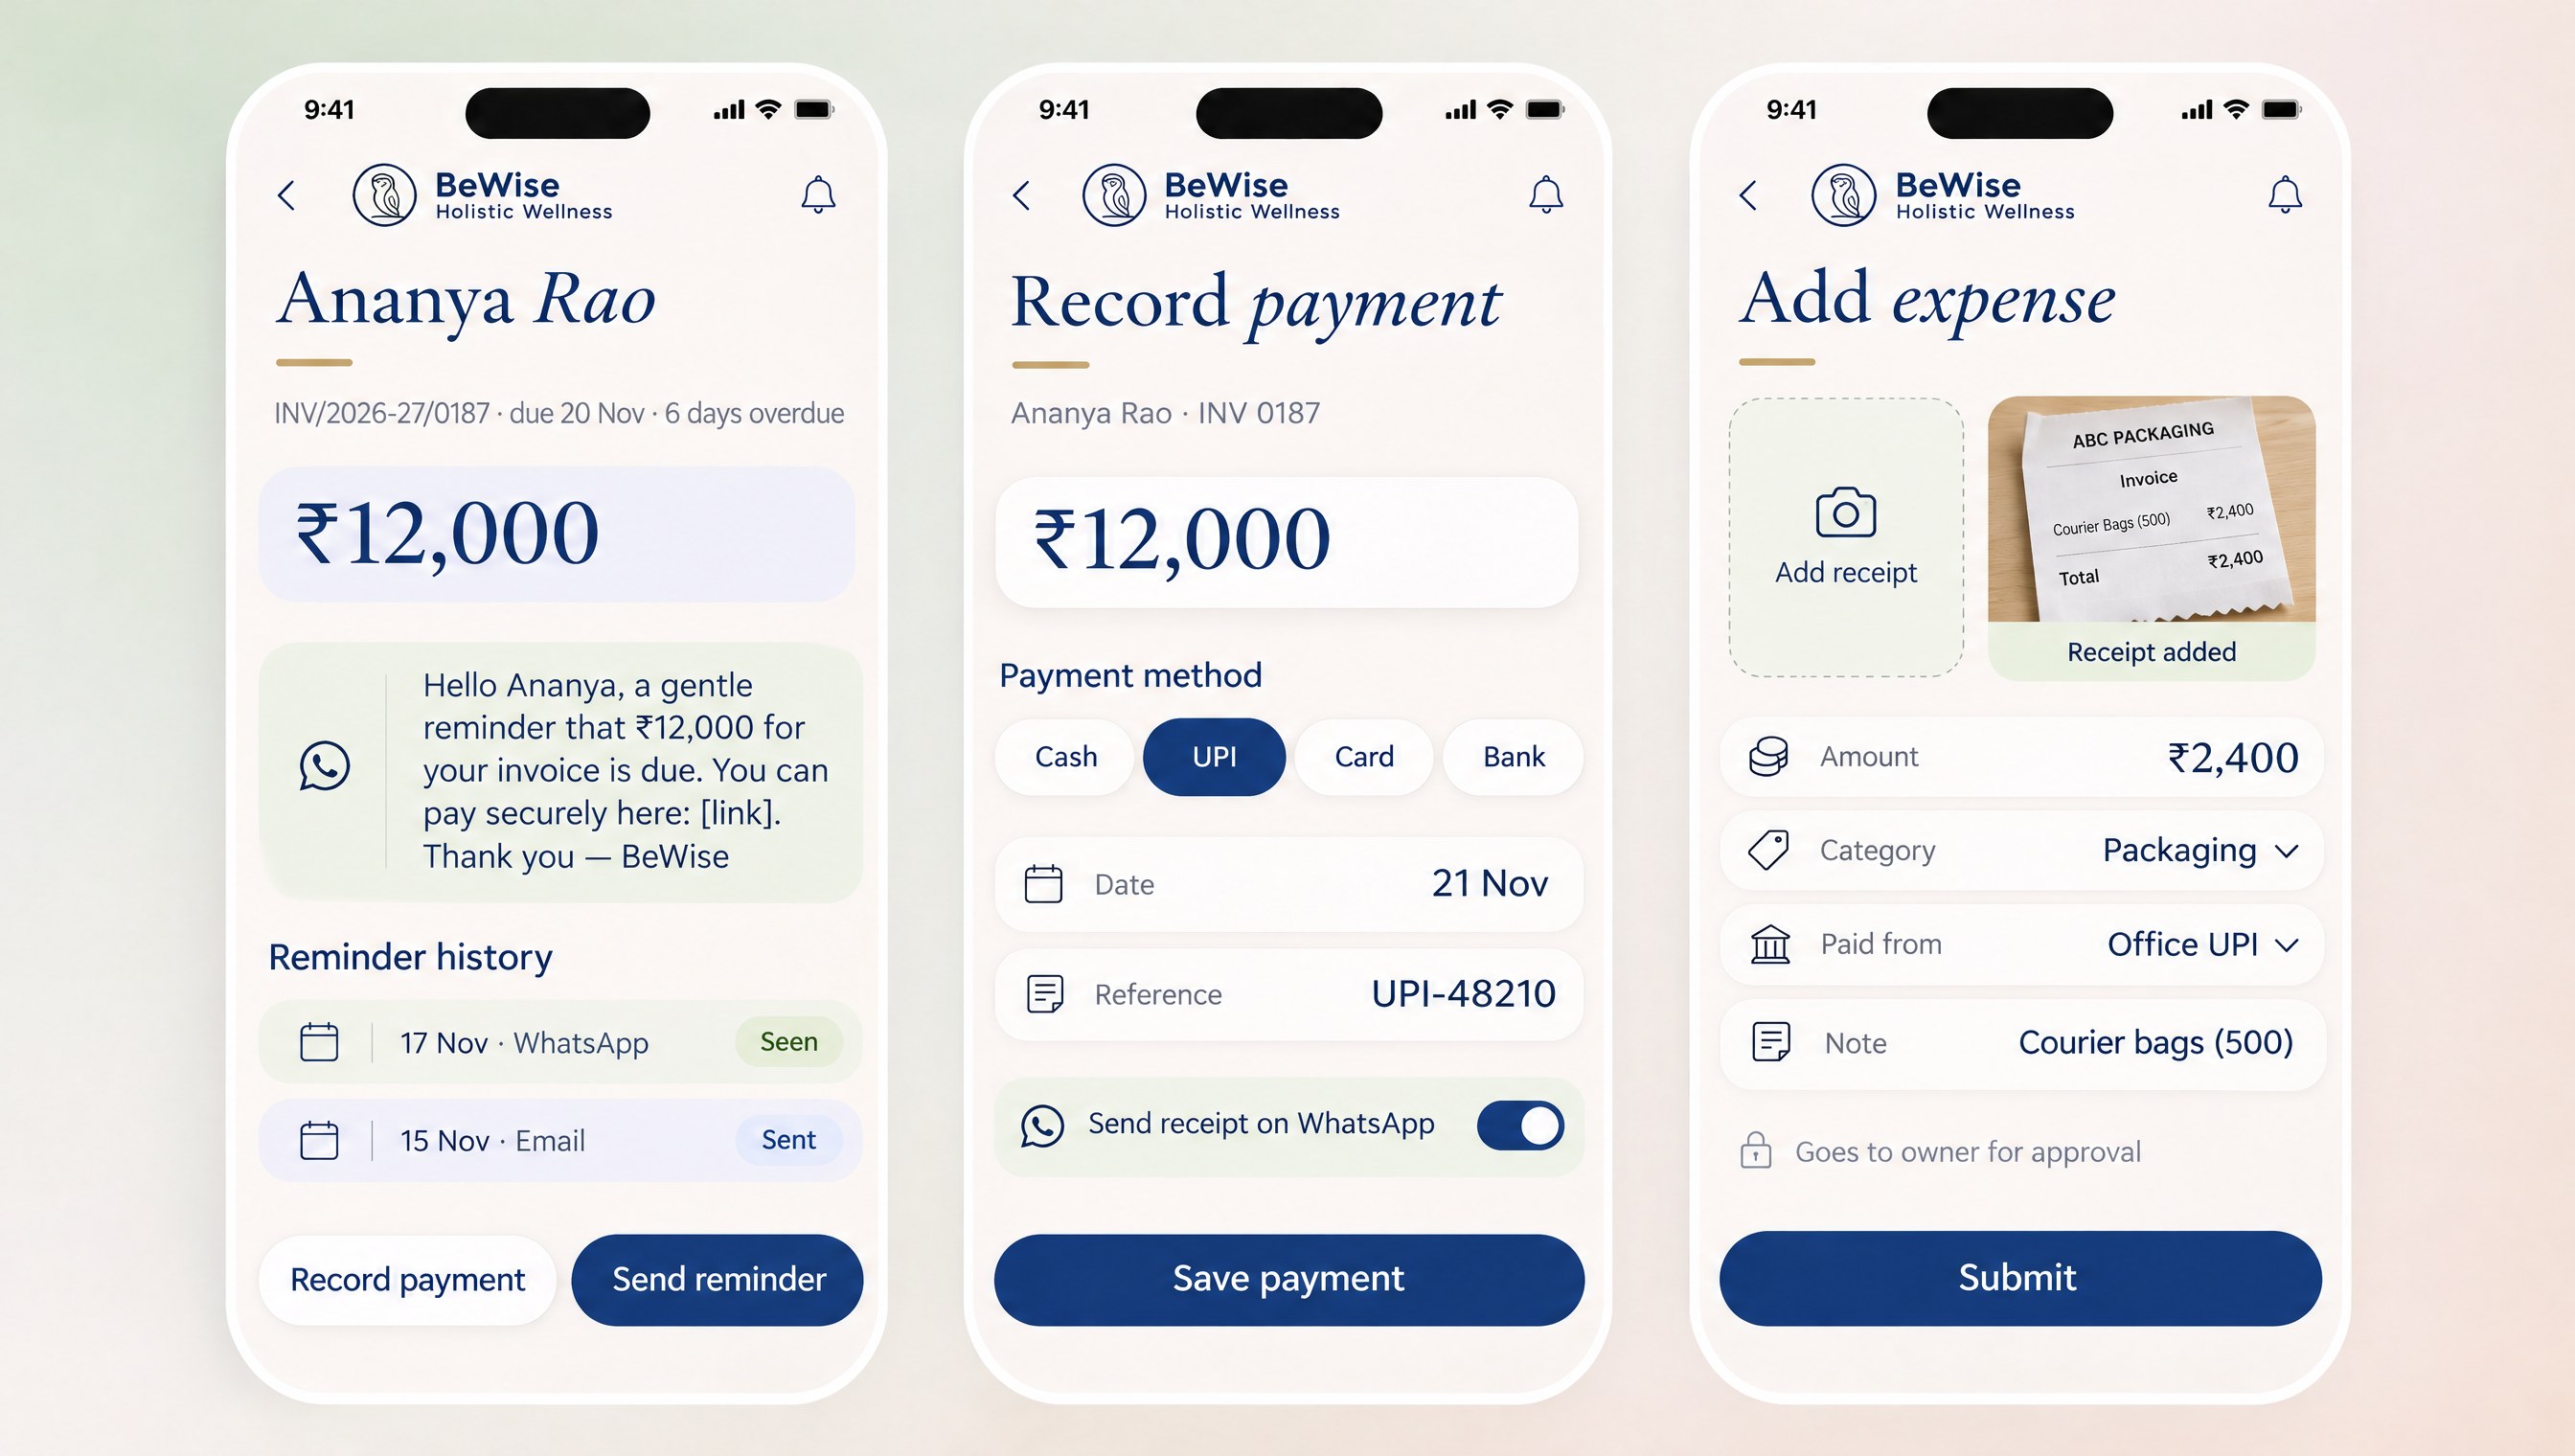 9:41
BeWise
Holistic Wellness
Ananya Rao
INV/2026-27/0187 · due 20 Nov · 6 days overdue
₹12,000
Hello Ananya, a gentle
reminder that ₹12,000 for
your invoice is due. You can
pay securely here: [link].
Thank you — BeWise
Reminder history
17 Nov · WhatsApp
Seen
15 Nov · Email
Sent
Record payment
Send reminder
9:41
BeWise
Holistic Wellness
Record payment
Ananya Rao · INV 0187
₹12,000
Payment method
Cash
UPI
Card
Bank
Date
21 Nov
Reference
UPI-48210
Send receipt on WhatsApp
Save payment
9:41
BeWise
Holistic Wellness
Add expense
Add receipt
ABC PACKAGING
Invoice
Courier Bags (500) ₹2,400
Total ₹2,400
Receipt added
Amount
₹2,400
Category
Packaging
Paid from
Office UPI
Note
Courier bags (500)
Goes to owner for approval
Submit